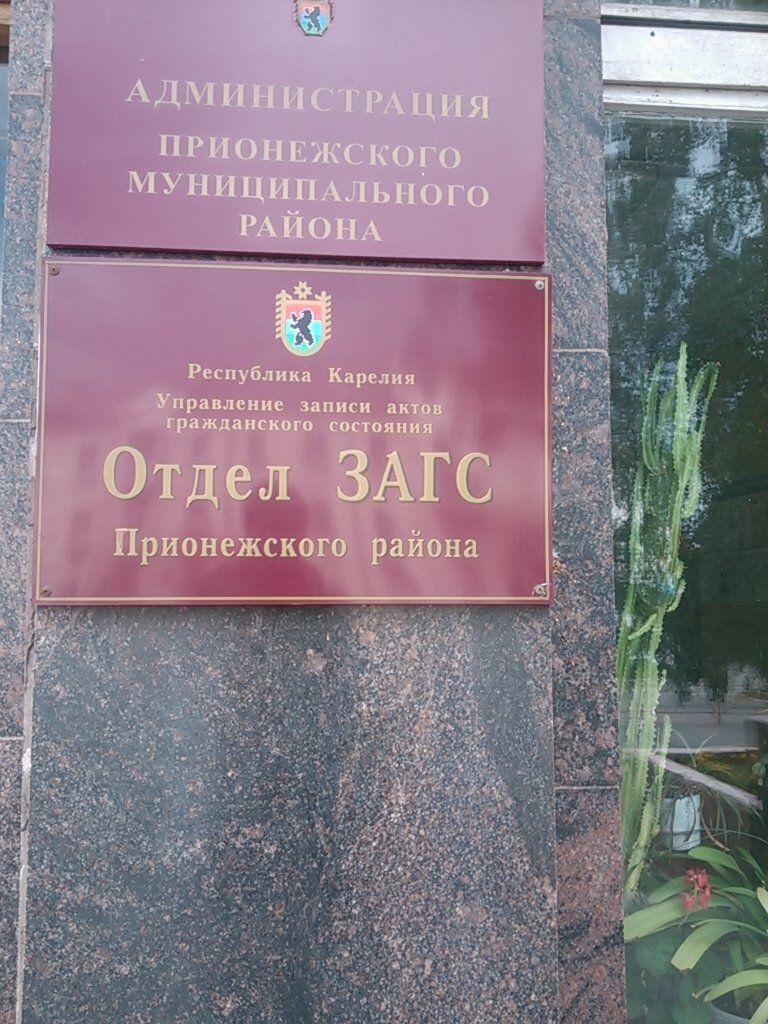 АДМИНИСТРАЦИЯ
ПРИОНЕЖСКОГО
МУНИЦИПАЛЬНОГО
РАЙОНА
Республика Карелия
Управление записи актов
гражданского состояния
Отдел ЗАГС
Прионежского района